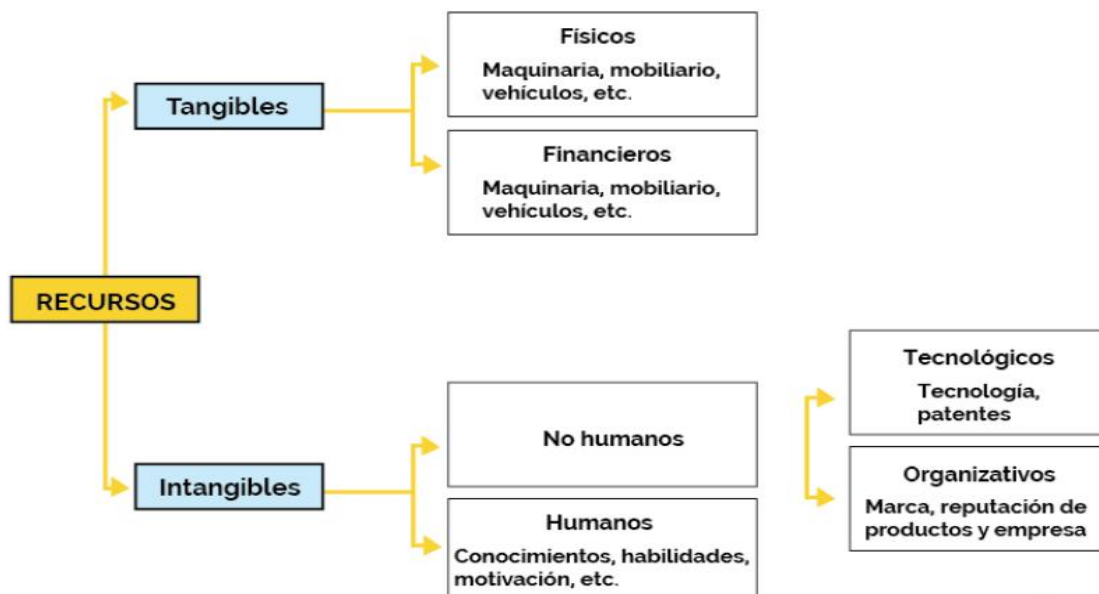 Físicos
Maquinaria, mobiliario,
vehículos, etc.
Tangibles
Financieros
Maquinaria, mobiliario,
vehículos, etc.
RECURSOS
Tecnológicos
Tecnología,
patentes
No humanos
Intangibles
Organizativos
Marca, reputación de
productos y empresa
Humanos
Conocimientos, habilidades,
motivación, etc.